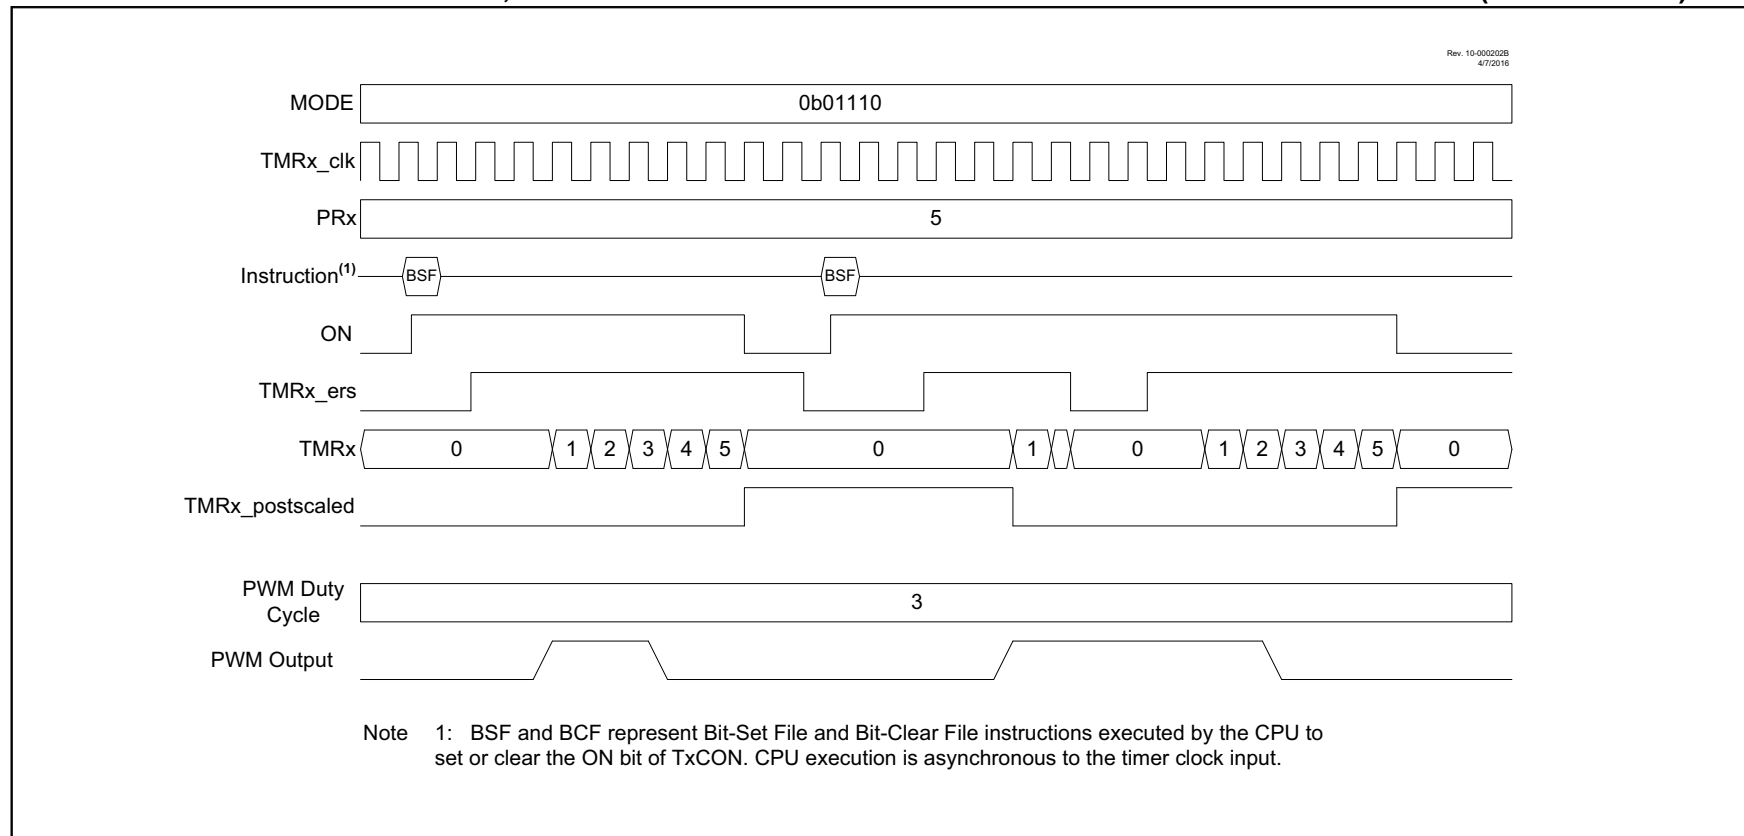 Rev. 10-000202B
4/7/2016
MODE 0b01110
TMRx_clk
PRx 5
Instruction(1) BSF BSF
ON
TMRx_ers
TMRx 0 1 2 3 4 5 0 1 0 1 2 3 4 5 0
TMRx_postscaled
PWM Duty
Cycle 3
PWM Output
Note 1: BSF and BCF represent Bit-Set File and Bit-Clear File instructions executed by the CPU to
set or clear the ON bit of TxCON. CPU execution is asynchronous to the timer clock input.